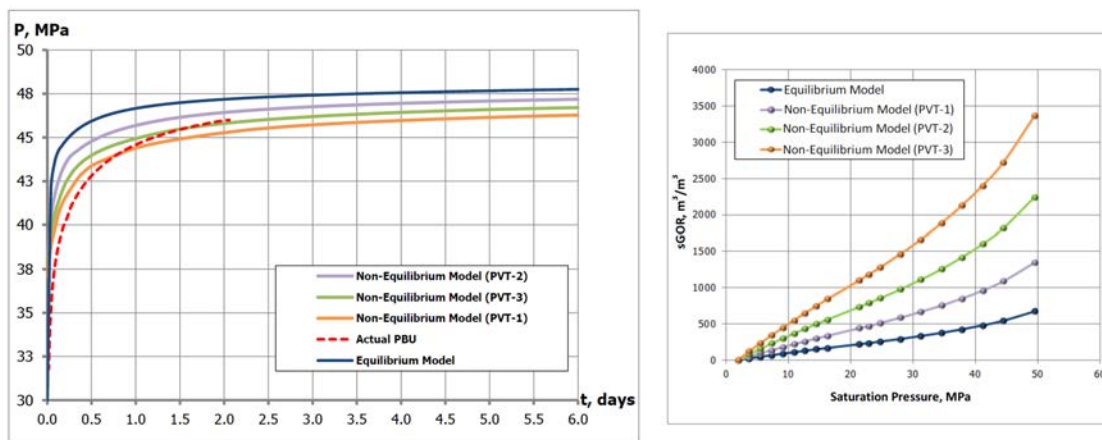 P, MPa
50
48
45
43
40
38
35
33
30
0.0 0.5 1.0 1.5 2.0 2.5 3.0 3.5 4.0 4.5 5.0 5.5 6.0
t, days
Non-Equilibrium Model (PVT-2)
Non-Equilibrium Model (PVT-3)
Non-Equilibrium Model (PVT-1)
Actual PBU
Equilibrium Model
sGOR, m³/m³
4000
3500
3000
2500
2000
1500
1000
500
0
0 10 20 30 40 50 60
Saturation Pressure, MPa
Equilibrium Model
Non-Equilibrium Model (PVT-1)
Non-Equilibrium Model (PVT-2)
Non-Equilibrium Model (PVT-3)